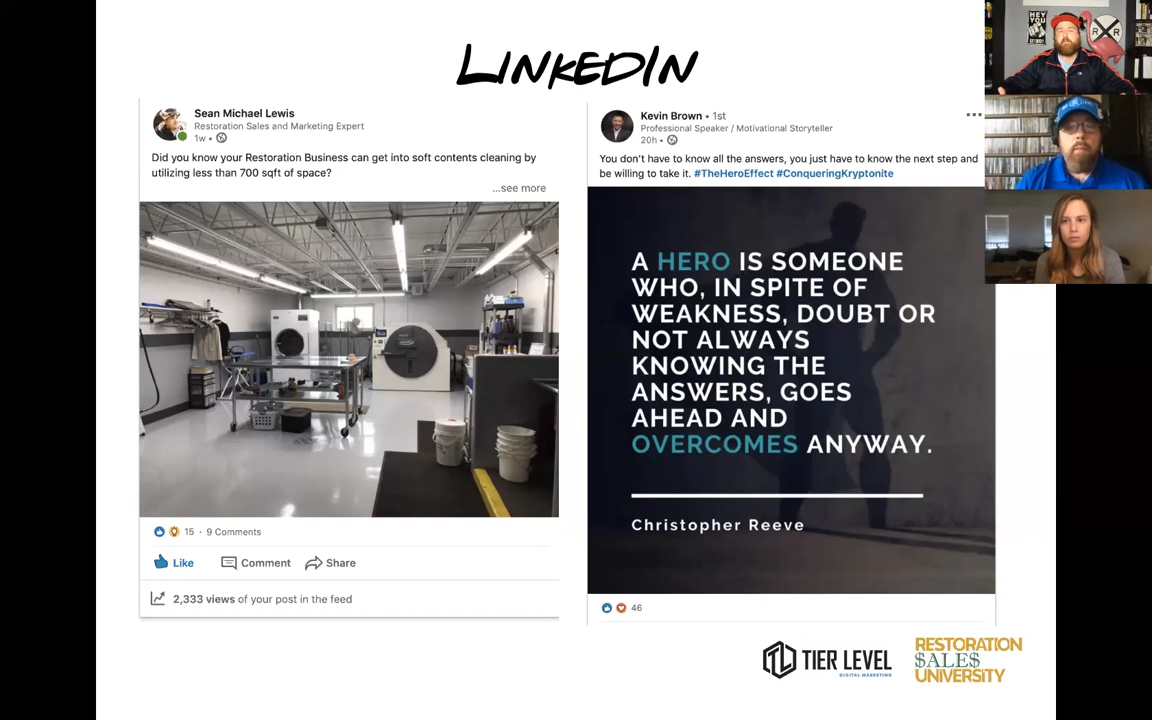 LINKEDIN
Sean Michael Lewis
Restoration Sales and Marketing Expert
1w •
Did you know your Restoration Business can get into soft contents cleaning by
utilizing less than 700 sqft of space?
...see more
15 · 9 Comments
Like Comment Share
2,333 views of your post in the feed
Kevin Brown • 1st
Professional Speaker / Motivational Storyteller
20h •
You don't have to know all the answers, you just have to know the next step and
be willing to take it. #TheHeroEffect #ConqueringKryptonite
A HERO IS SOMEONE
WHO, IN SPITE OF
WEAKNESS, DOUBT OR
NOT ALWAYS
KNOWING THE
ANSWERS, GOES
AHEAD AND
OVERCOMES ANYWAY.
Christopher Reeve
46
HEY
YOU
R R
TIER LEVEL
DIGITAL MARKETING
RESTORATION
$ALE$
UNIVERSITY